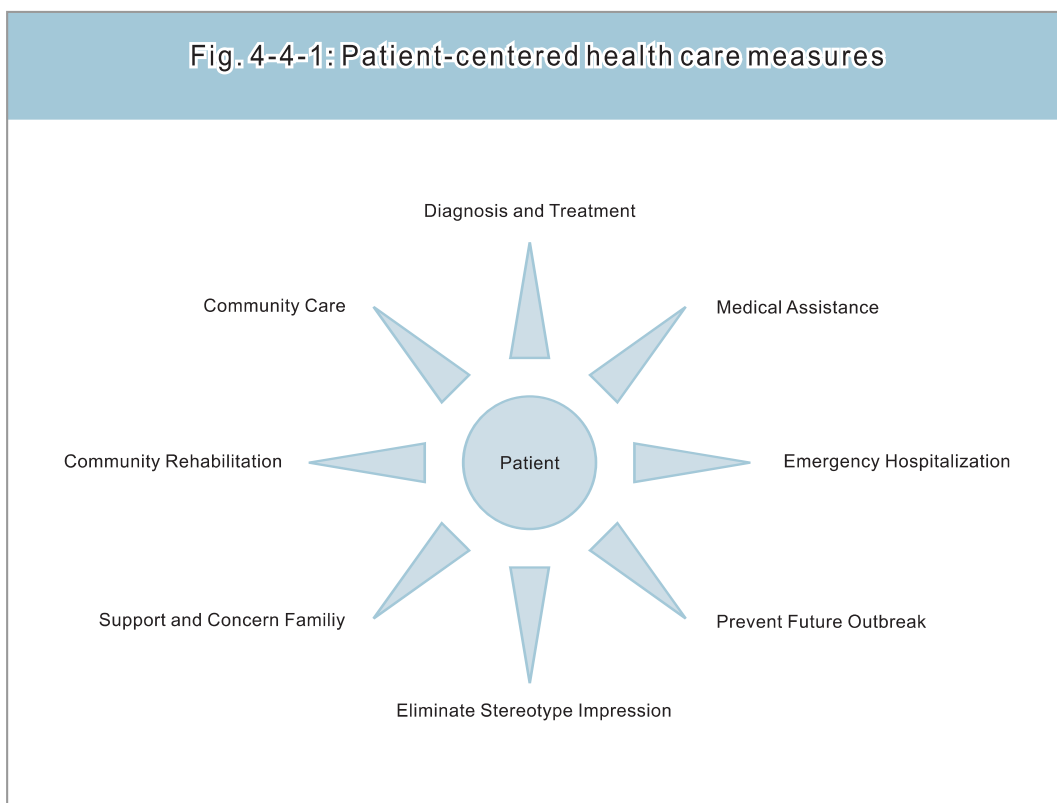 Fig. 4-4-1: Patient-centered health care measures
Diagnosis and Treatment
Community Care
Medical Assistance
Community Rehabilitation
Patient
Emergency Hospitalization
Support and Concern Familiy
Prevent Future Outbreak
Eliminate Stereotype Impression